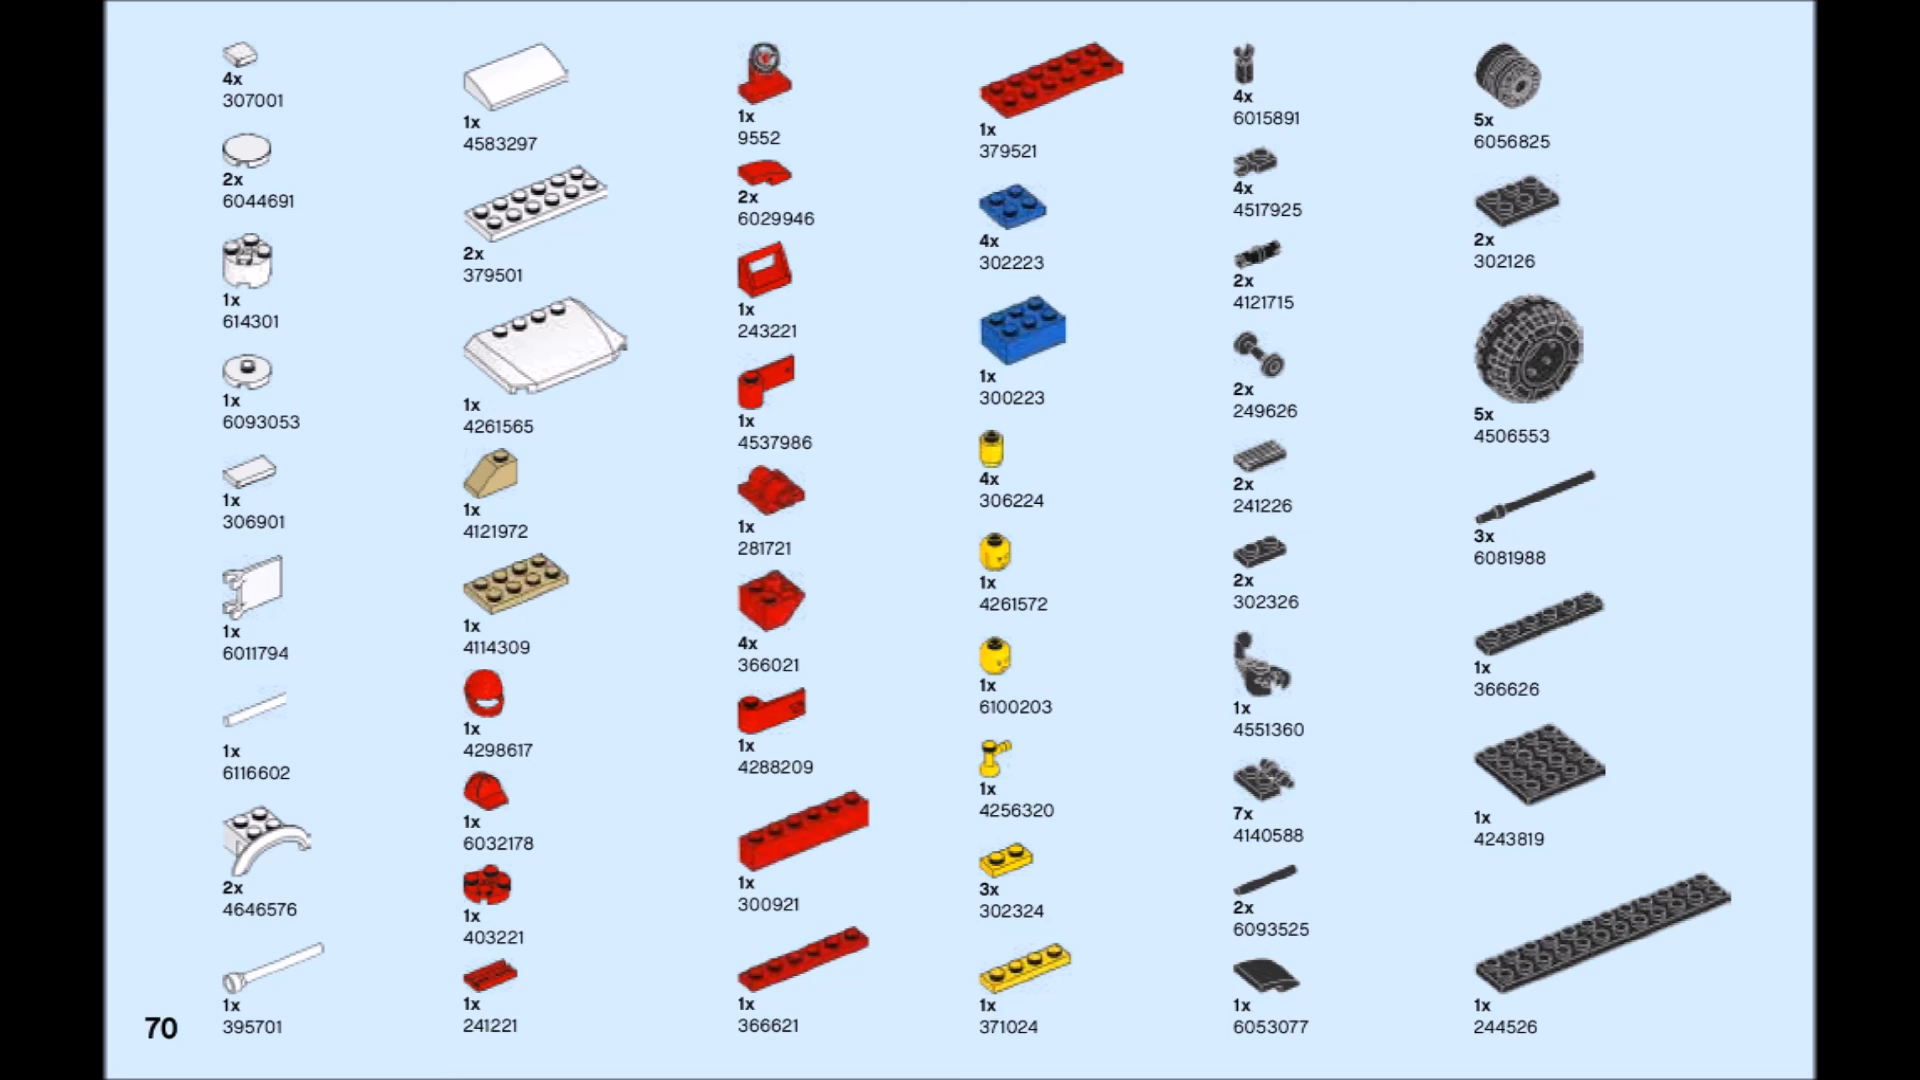 4x
307001
2x
6044691
1x
614301
1x
6093053
1x
306901
1x
6011794
1x
6116602
2x
4646576
1x
395701
1x
4583297
2x
379501
1x
4261565
1x
4121972
1x
4114309
1x
4298617
1x
6032178
1x
403221
1x
241221
1x
9552
2x
6029946
1x
243221
1x
4537986
1x
281721
4x
366021
1x
4288209
1x
300921
1x
366621
1x
379521
4x
302223
1x
300223
4x
306224
1x
4261572
1x
6100203
1x
4256320
3x
302324
1x
371024
4x
6015891
4x
4517925
2x
4121715
2x
249626
2x
241226
2x
302326
1x
4551360
7x
4140588
2x
6093525
1x
6053077
5x
6056825
2x
302126
5x
4506553
3x
6081988
1x
366626
1x
4243819
1x
244526
70